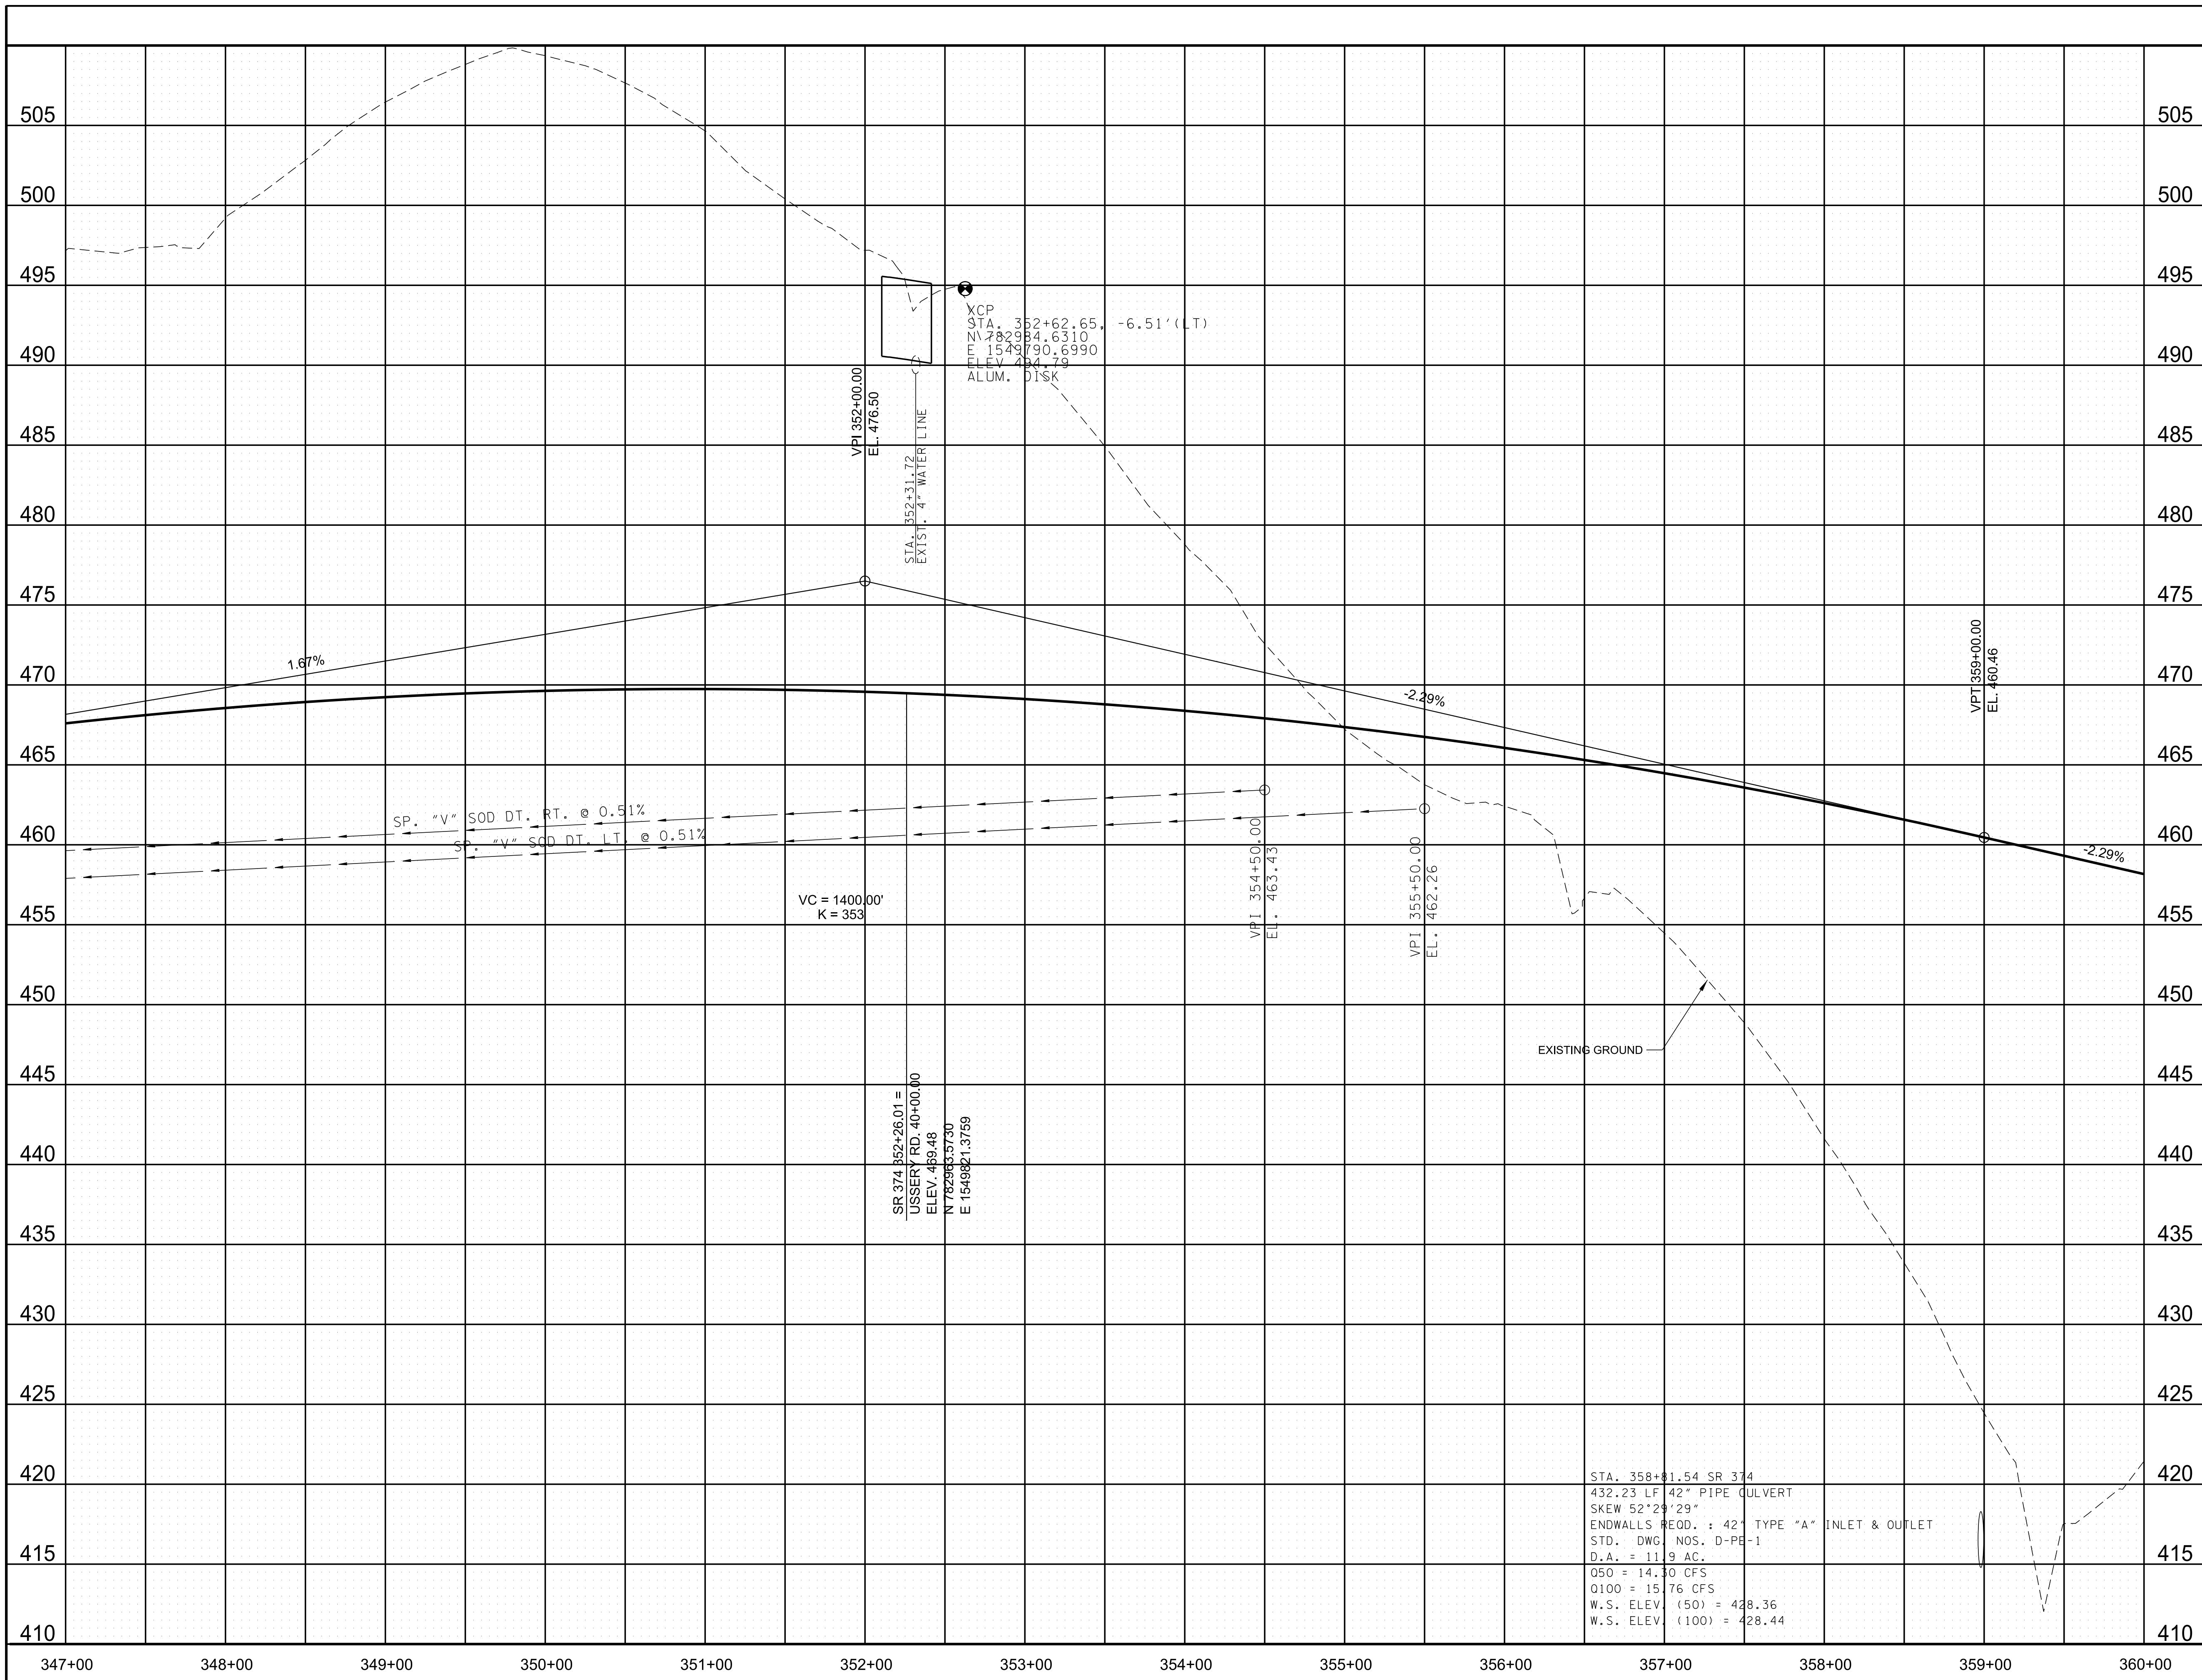 505 505
500 500
495 495
XCP
STA. 352+62.65, -6.51'(LT)
N 782984.6310
E 1549790.6990
ELEV 494.79
ALUM. DISK
490 490
VPI 352+00.00
EL. 476.50
485 485
STA. 352+31.72
EXIST. 4" WATER LINE
480 480
475 475
1.67%
470 470
-2.29%
VPT 359+00.00
EL. 460.46
465 465
SP. "V" SOD DT. RT. @ 0.51%
SP. "V" SOD DT. LT. @ 0.51%
460 460
-2.29%
VC = 1400.00'
K = 353
VPI 354+50.00
EL. 463.43
VPI 355+50.00
EL. 462.26
455 455
450 450
EXISTING GROUND
445 445
SR 374 352+26.01 =
USSERY RD. 40+00.00
ELEV. 469.48
N 782963.5730
E 1549821.3759
440 440
435 435
430 430
425 425
420 420
STA. 358+81.54 SR 374
432.23 LF 42" PIPE CULVERT
SKEW 52°29'29"
ENDWALLS REQD. : 42" TYPE "A" INLET & OUTLET
STD. DWG. NOS. D-PE-1
D.A. = 11.9 AC.
Q50 = 14.30 CFS
Q100 = 15.76 CFS
W.S. ELEV. (50) = 428.36
W.S. ELEV. (100) = 428.44
415 415
410 410
347+00 348+00 349+00 350+00 351+00 352+00 353+00 354+00 355+00 356+00 357+00 358+00 359+00 360+00